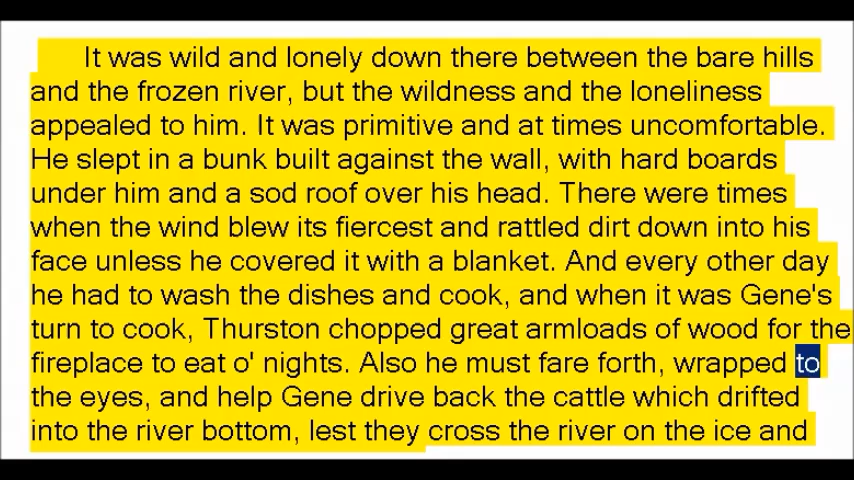 It was wild and lonely down there between the bare hills
and the frozen river, but the wildness and the loneliness
appealed to him. It was primitive and at times uncomfortable.
He slept in a bunk built against the wall, with hard boards
under him and a sod roof over his head. There were times
when the wind blew its fiercest and rattled dirt down into his
face unless he covered it with a blanket. And every other day
he had to wash the dishes and cook, and when it was Gene's
turn to cook, Thurston chopped great armloads of wood for the
fireplace to eat o' nights. Also he must fare forth, wrapped to
the eyes, and help Gene drive back the cattle which drifted
into the river bottom, lest they cross the river on the ice and